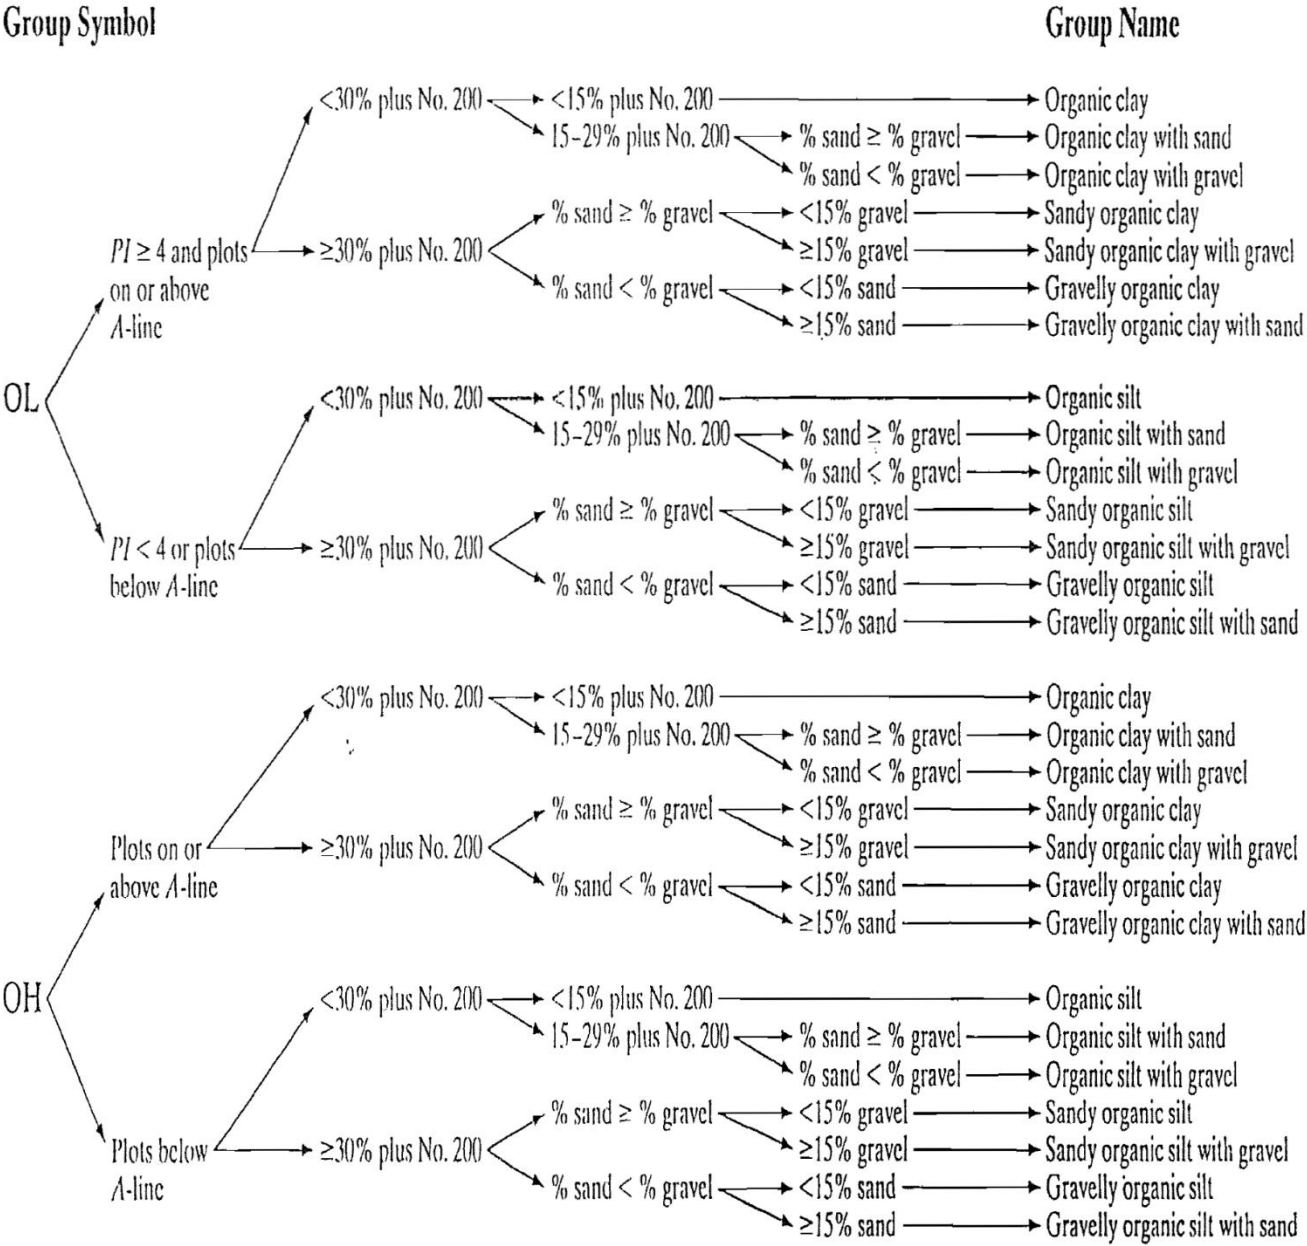 Group Symbol Group Name
<30% plus No. 200 <15% plus No. 200 Organic clay
15–29% plus No. 200 % sand ≥ % gravel Organic clay with sand
% sand < % gravel Organic clay with gravel
% sand ≥ % gravel <15% gravel Sandy organic clay
PI ≥ 4 and plots ≥30% plus No. 200 ≥15% gravel Sandy organic clay with gravel
on or above % sand < % gravel <15% sand Gravelly organic clay
A-line ≥15% sand Gravelly organic clay with sand
OL <30% plus No. 200 <15% plus No. 200 Organic silt
15–29% plus No. 200 % sand ≥ % gravel Organic silt with sand
% sand < % gravel Organic silt with gravel
% sand ≥ % gravel <15% gravel Sandy organic silt
PI < 4 or plots ≥30% plus No. 200 ≥15% gravel Sandy organic silt with gravel
below A-line % sand < % gravel <15% sand Gravelly organic silt
≥15% sand Gravelly organic silt with sand
<30% plus No. 200 <15% plus No. 200 Organic clay
15–29% plus No. 200 % sand ≥ % gravel Organic clay with sand
% sand < % gravel Organic clay with gravel
% sand ≥ % gravel <15% gravel Sandy organic clay
Plots on or ≥30% plus No. 200 ≥15% gravel Sandy organic clay with gravel
above A-line % sand < % gravel <15% sand Gravelly organic clay
≥15% sand Gravelly organic clay with sand
OH <30% plus No. 200 <15% plus No. 200 Organic silt
15–29% plus No. 200 % sand ≥ % gravel Organic silt with sand
% sand < % gravel Organic silt with gravel
% sand ≥ % gravel <15% gravel Sandy organic silt
Plots below ≥30% plus No. 200 ≥15% gravel Sandy organic silt with gravel
A-line % sand < % gravel <15% sand Gravelly organic silt
≥15% sand Gravelly organic silt with sand